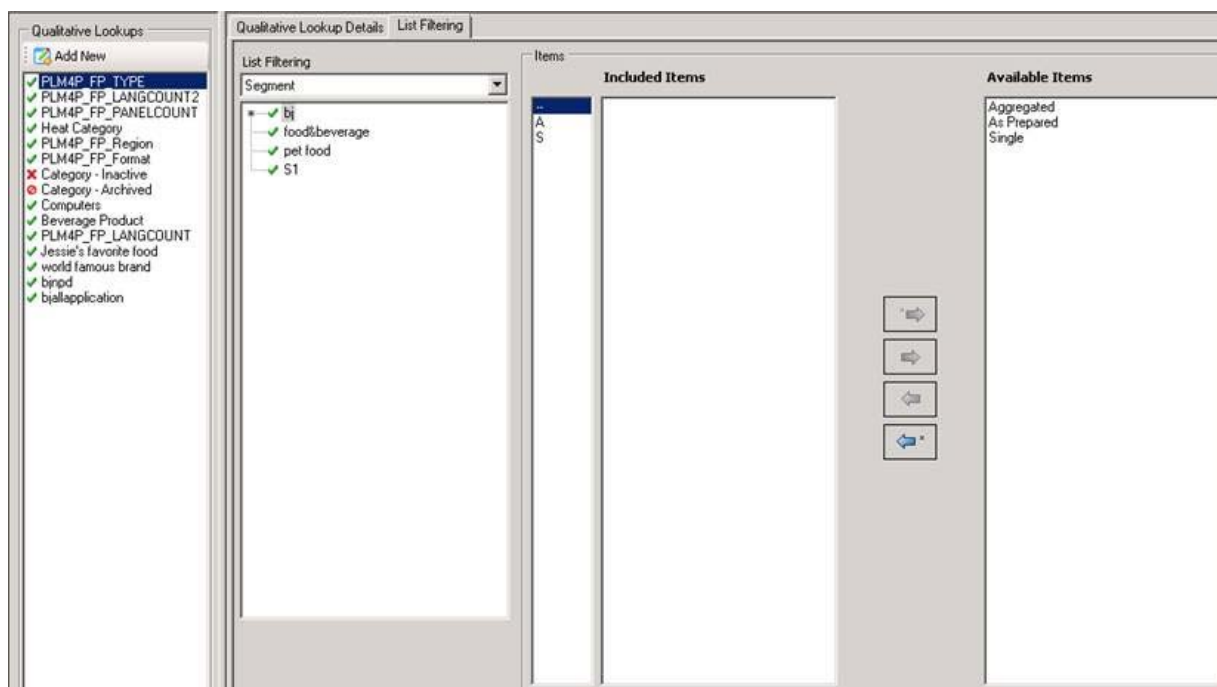 Qualitative Lookups
Add New
PLM4P_FP_TYPE
PLM4P_FP_LANGCOUNT2
PLM4P_FP_PANELCOUNT
Heat Category
PLM4P_FP_Region
PLM4P_FP_Format
Category - Inactive
Category - Archived
Computers
Beverage Product
PLM4P_FP_LANGCOUNT
Jessie's favorite food
world famous brand
bjnpd
bjallapplication
Qualitative Lookup Details
List Filtering
List Filtering
Segment
bj
food&beverage
pet food
S1
Items
Included Items
Available Items
--
A
S
Aggregated
As Prepared
Single